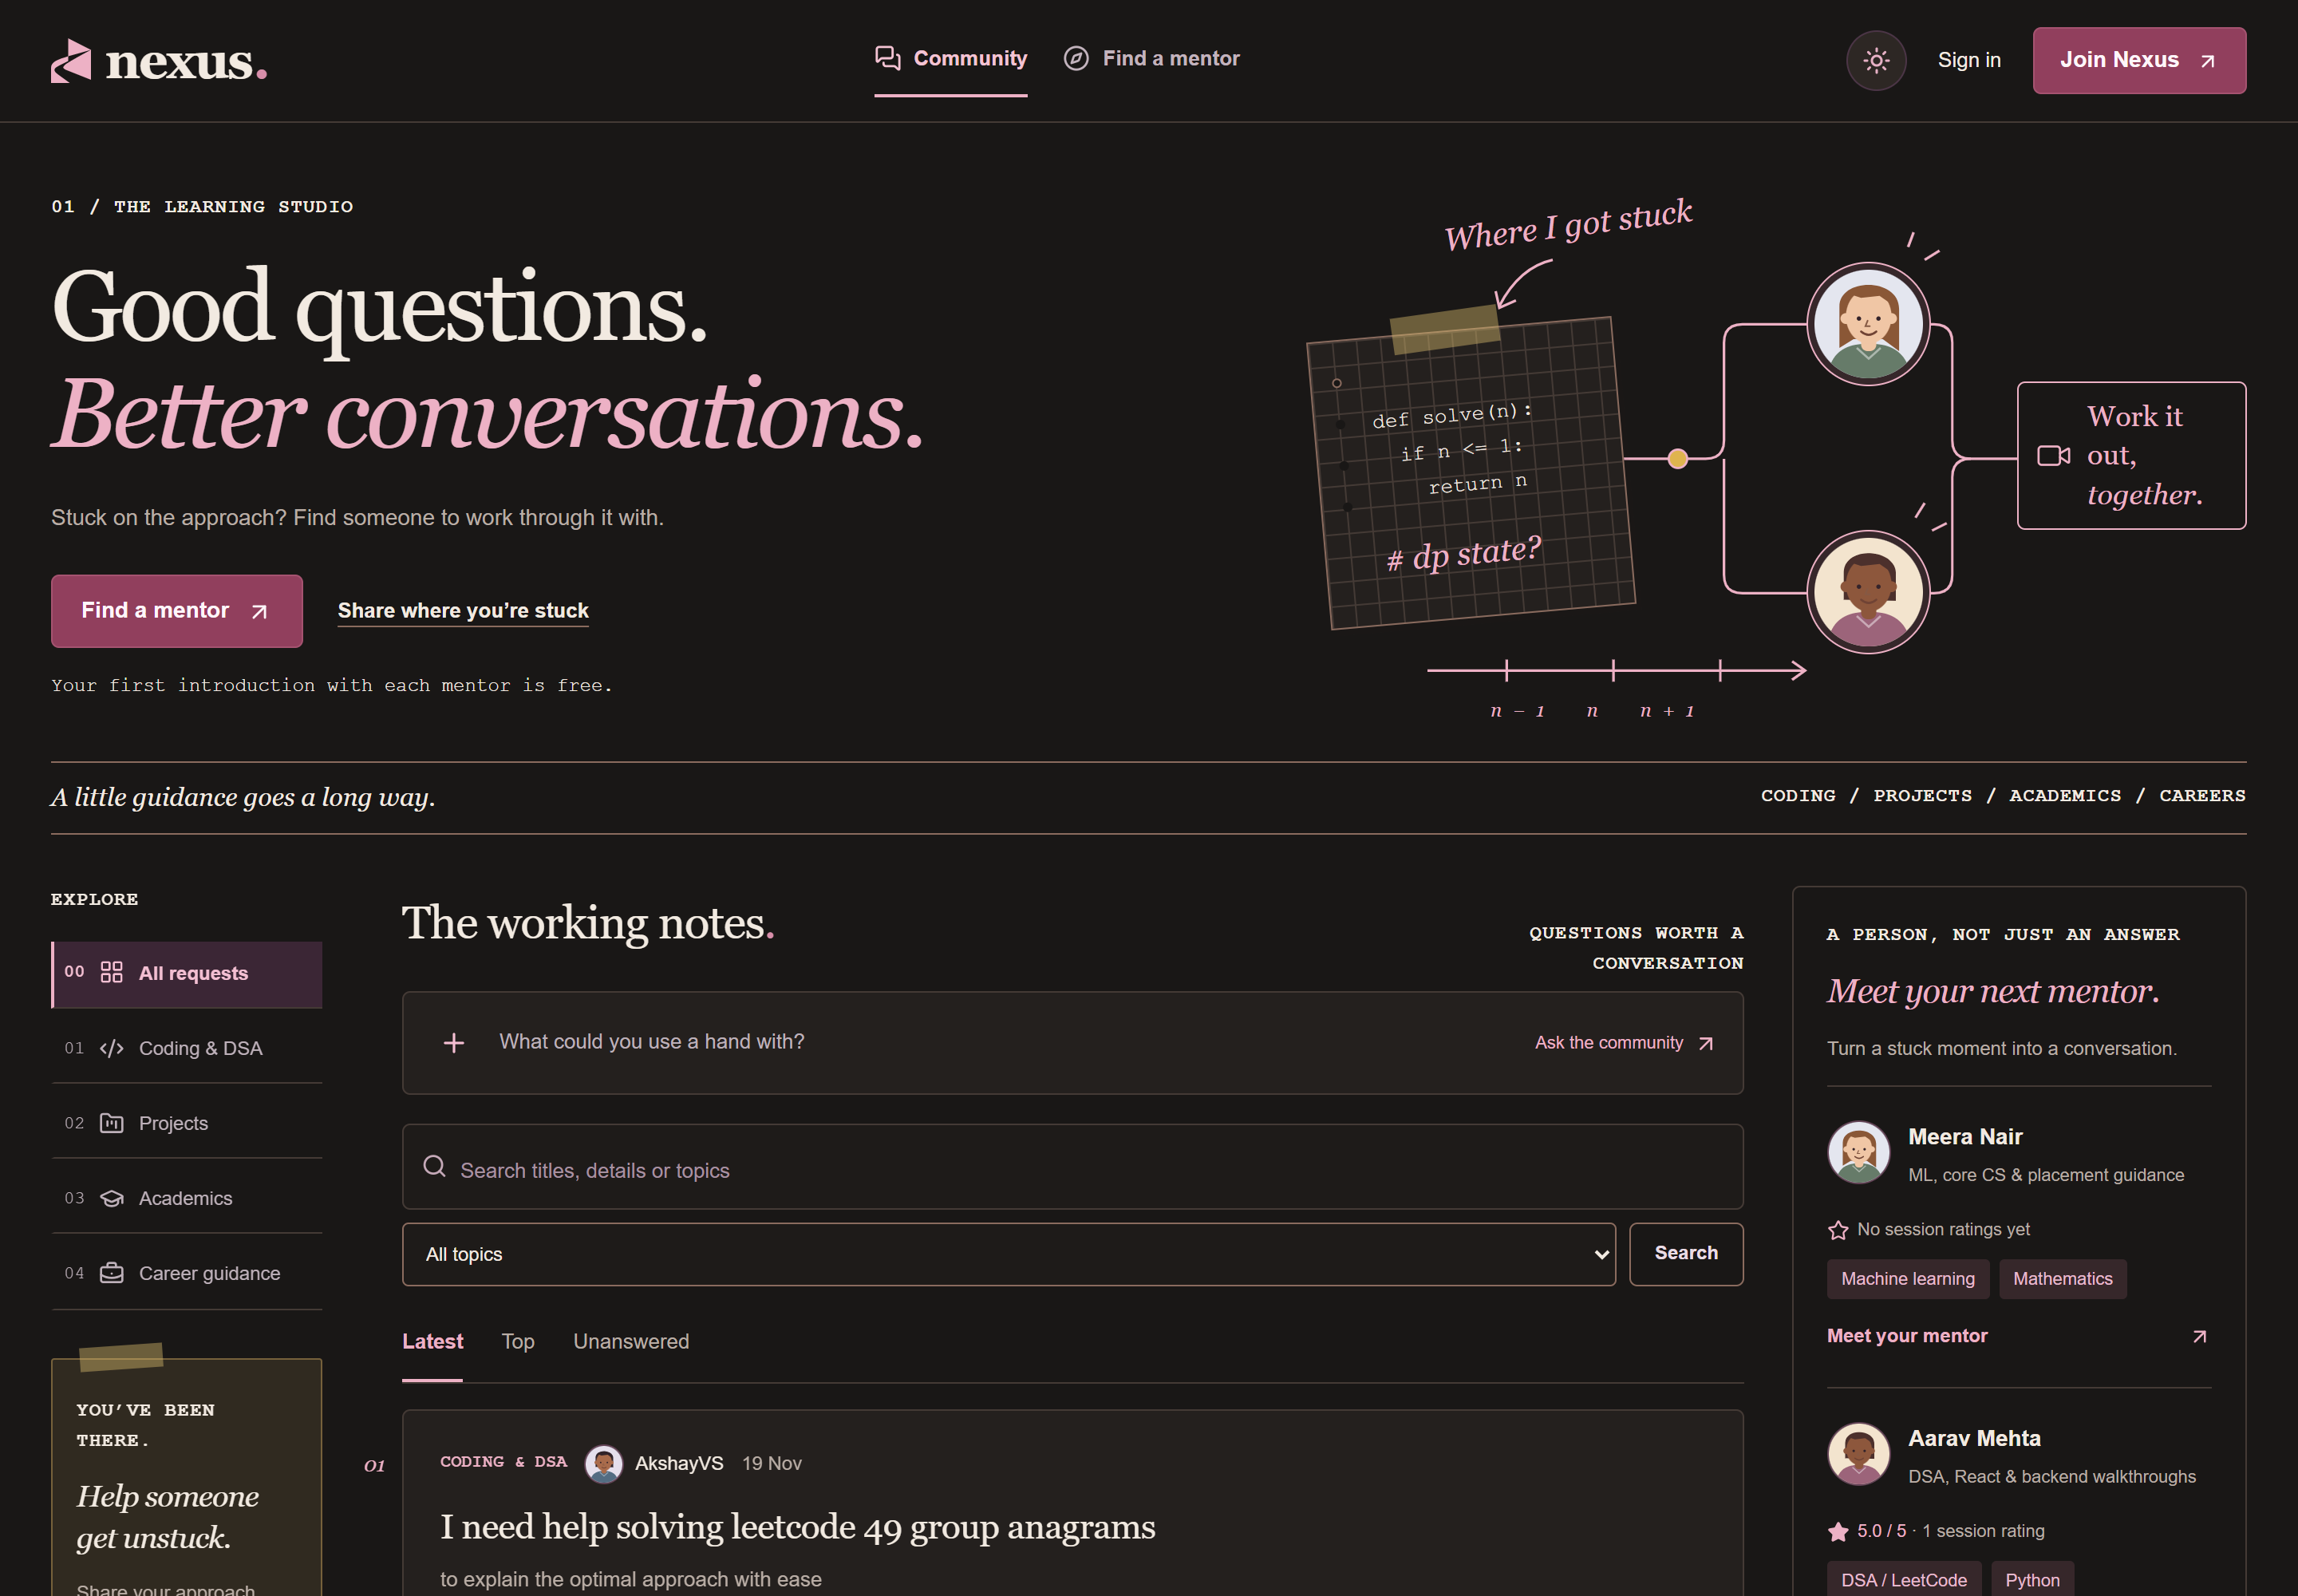 nexus.
Community
Find a mentor
Sign in
Join Nexus
01 / THE LEARNING STUDIO
Good questions.
Better conversations.
Stuck on the approach? Find someone to work through it with.
Find a mentor
Share where you’re stuck
Your first introduction with each mentor is free.
Where I got stuck
def solve(n):
if n <= 1:
return n
# dp state?
Work it
out,
together.
n – 1
n
n + 1
A little guidance goes a long way.
CODING / PROJECTS / ACADEMICS / CAREERS
EXPLORE
00 All requests
01 Coding & DSA
02 Projects
03 Academics
04 Career guidance
YOU’VE BEEN
THERE.
Help someone
get unstuck.
Share your approach
The working notes.
QUESTIONS WORTH A
CONVERSATION
What could you use a hand with?
Ask the community
Search titles, details or topics
All topics
Search
Latest
Top
Unanswered
01
CODING & DSA AkshayVS 19 Nov
I need help solving leetcode 49 group anagrams
to explain the optimal approach with ease
A PERSON, NOT JUST AN ANSWER
Meet your next mentor.
Turn a stuck moment into a conversation.
Meera Nair
ML, core CS & placement guidance
No session ratings yet
Machine learning
Mathematics
Meet your mentor
Aarav Mehta
DSA, React & backend walkthroughs
5.0 / 5 · 1 session rating
DSA / LeetCode
Python